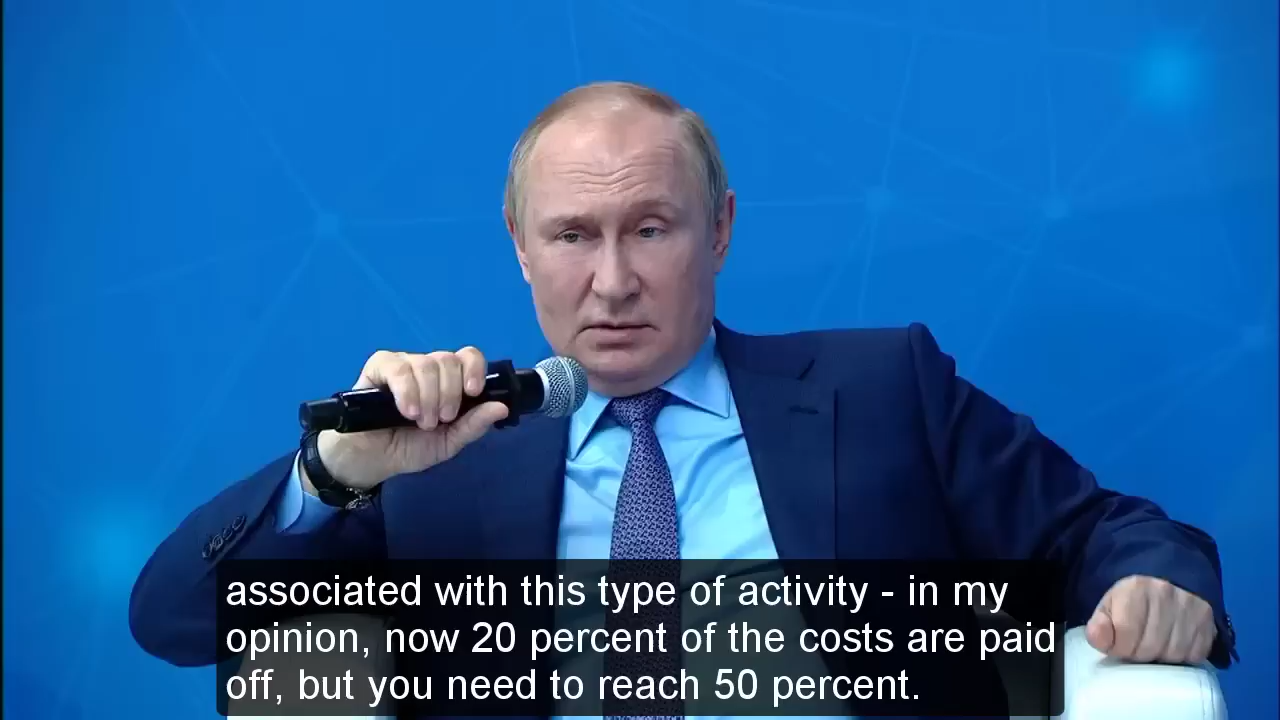 associated with this type of activity - in my
opinion, now 20 percent of the costs are paid
off, but you need to reach 50 percent.